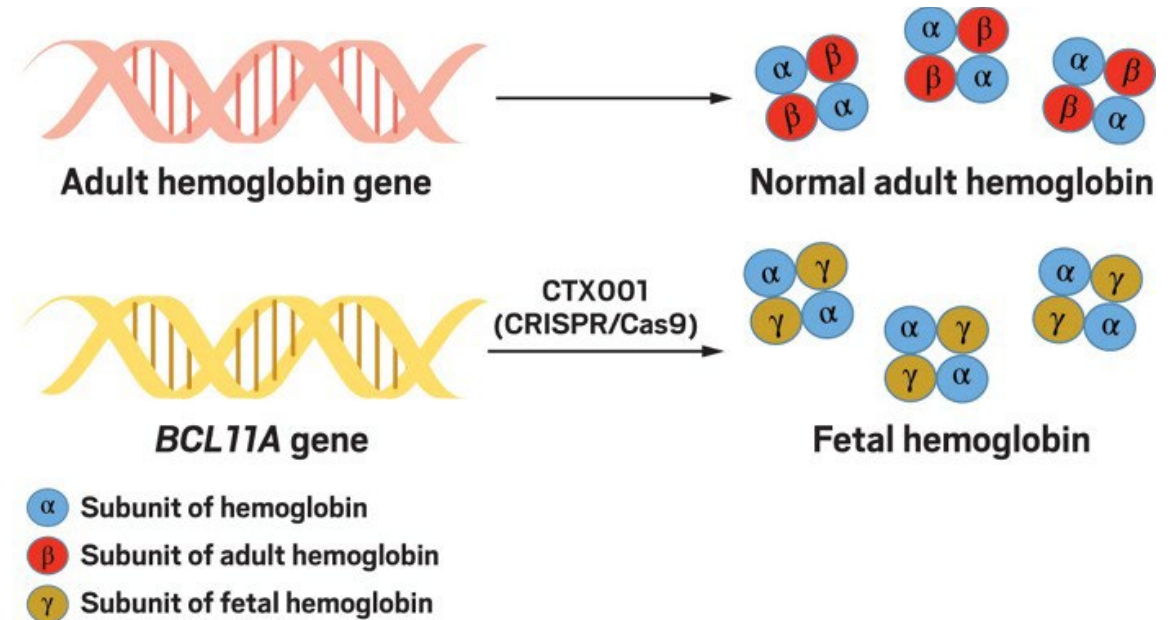 α β
β α
α β
β α
α β
β α
Adult hemoglobin gene
Normal adult hemoglobin
CTX001
(CRISPR/Cas9)
α γ
γ α
α γ
γ α
α γ
γ α
BCL11A gene
Fetal hemoglobin
α Subunit of hemoglobin
β Subunit of adult hemoglobin
γ Subunit of fetal hemoglobin